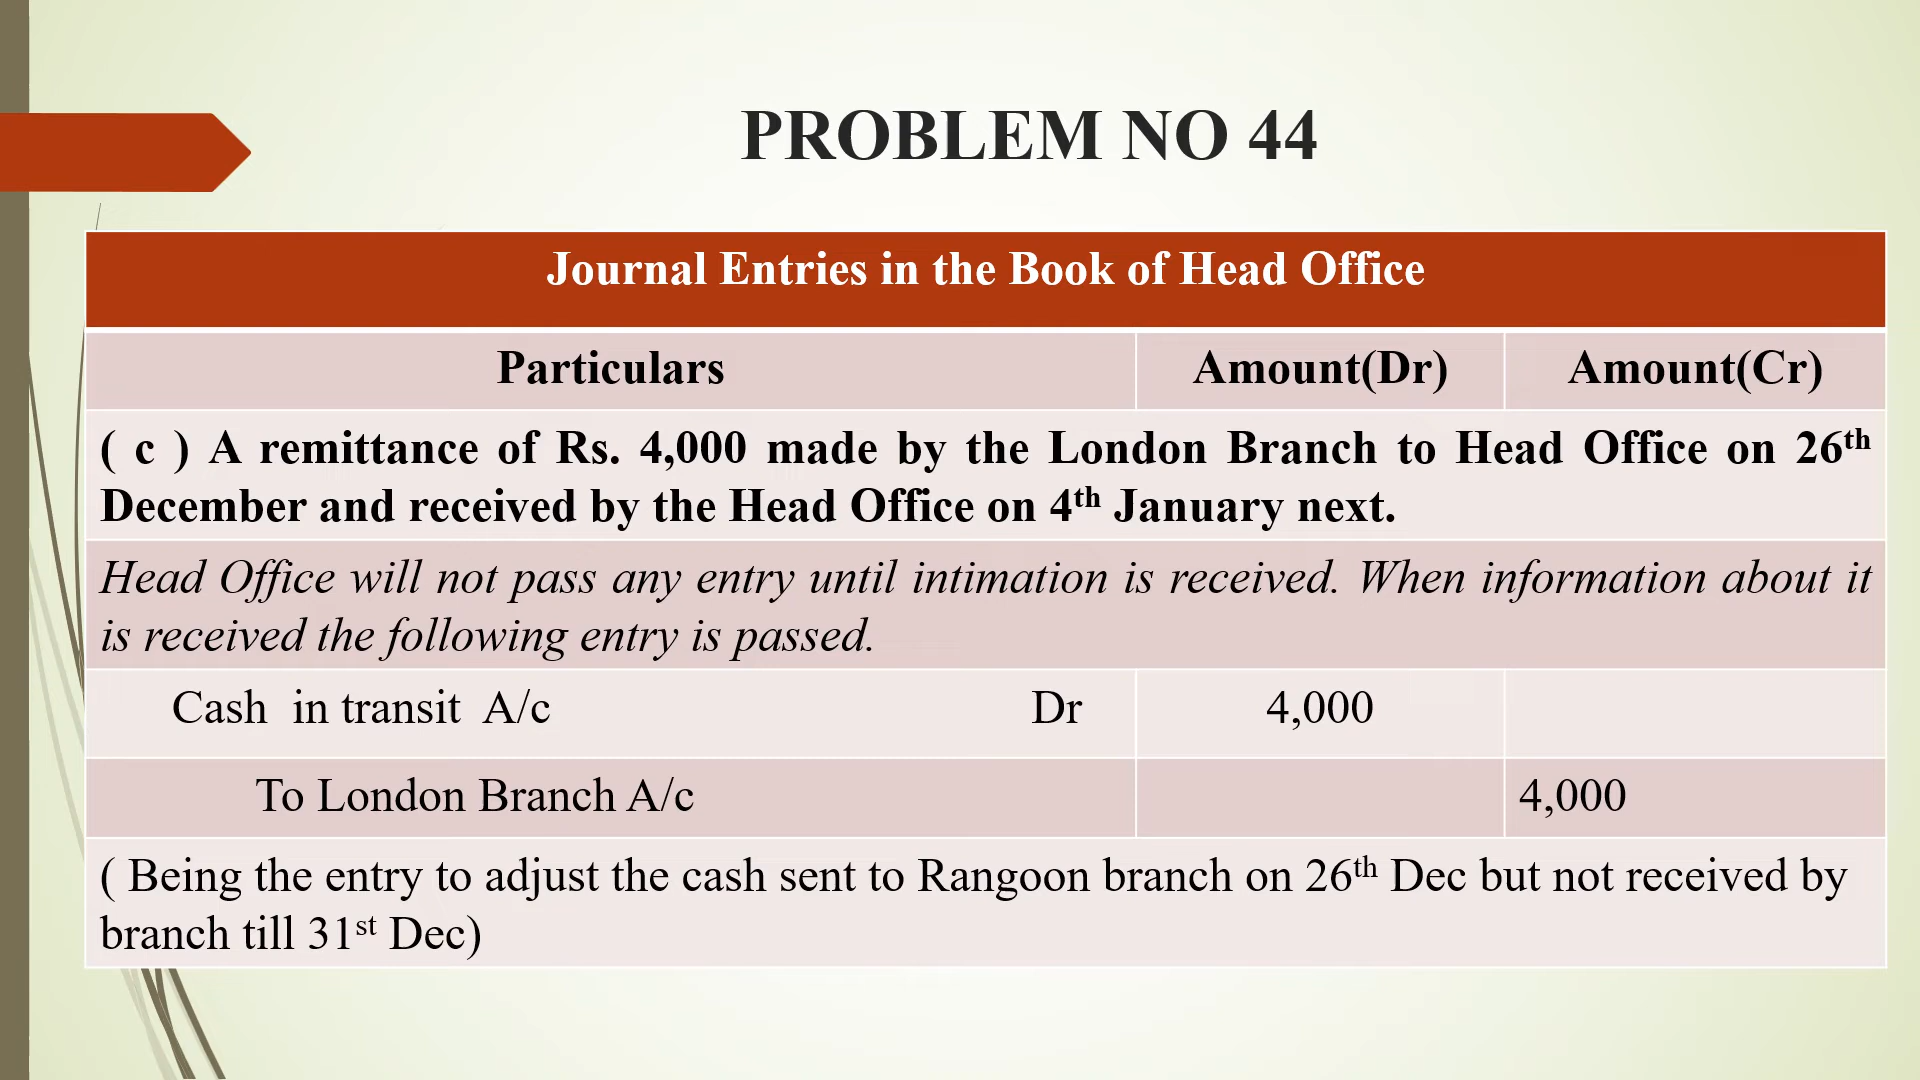 PROBLEM NO 44
Journal Entries in the Book of Head Office
Particulars Amount(Dr) Amount(Cr)
( c ) A remittance of Rs. 4,000 made by the London Branch to Head Office on 26th
December and received by the Head Office on 4th January next.
Head Office will not pass any entry until intimation is received. When information about it
is received the following entry is passed.
Cash in transit A/c Dr 4,000
To London Branch A/c 4,000
( Being the entry to adjust the cash sent to Rangoon branch on 26th Dec but not received by
branch till 31st Dec)